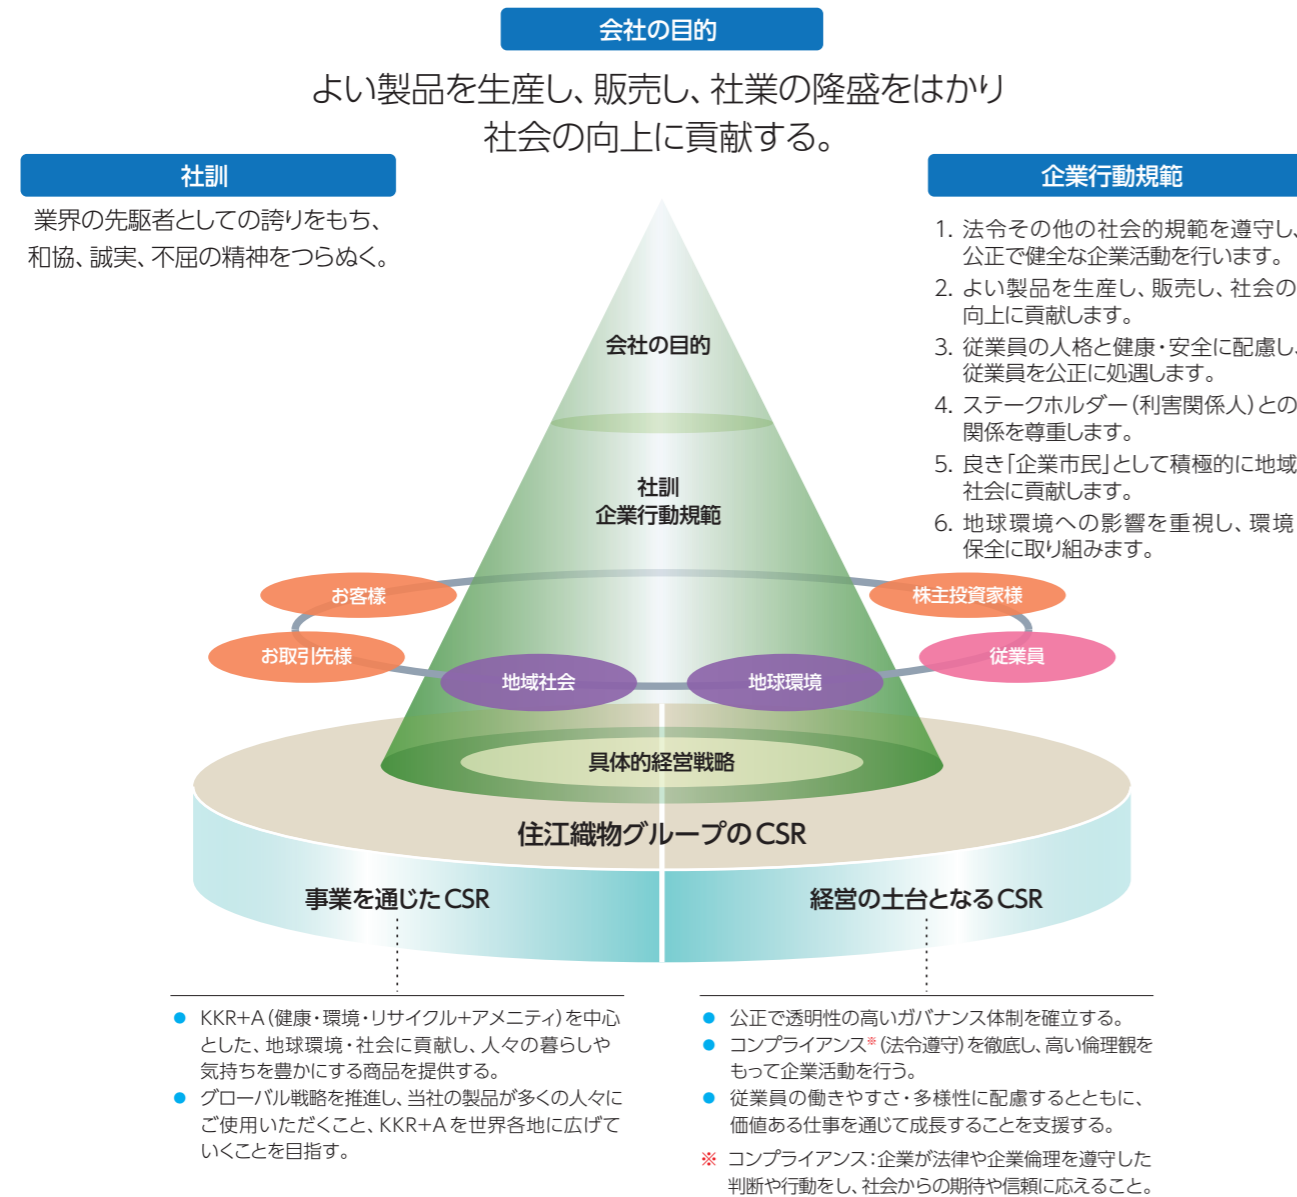 会社の目的
よい製品を生産し、販売し、社業の隆盛をはかり
社会の向上に貢献する。
社訓
業界の先駆者としての誇りをもち、
和協、誠実、不屈の精神をつらぬく。
企業行動規範
1. 法令その他の社会的規範を遵守し、
公正で健全な企業活動を行います。
2. よい製品を生産し、販売し、社会の
向上に貢献します。
3. 従業員の人格と健康・安全に配慮し、
従業員を公正に処遇します。
4. ステークホルダー（利害関係人）との
関係を尊重します。
5. 良き「企業市民」として積極的に地域
社会に貢献します。
6. 地球環境への影響を重視し、環境
保全に取り組みます。
会社の目的
社訓
企業行動規範
お客様
株主投資家様
お取引先様
従業員
地域社会
地球環境
具体的経営戦略
住江織物グループのCSR
事業を通じたCSR
経営の土台となるCSR
● KKR+A（健康・環境・リサイクル+アメニティ）を中心
とした、地球環境・社会に貢献し、人々の暮らしや
気持ちを豊かにする商品を提供する。
● グローバル戦略を推進し、当社の製品が多くの人々に
ご使用いただくこと、KKR+Aを世界各地に広げて
いくことを目指す。
● 公正で透明性の高いガバナンス体制を確立する。
● コンプライアンス※（法令遵守）を徹底し、高い倫理観を
もって企業活動を行う。
● 従業員の働きやすさ・多様性に配慮するとともに、
価値ある仕事を通じて成長することを支援する。
※ コンプライアンス：企業が法律や企業倫理を遵守した
判断や行動をし、社会からの期待や信頼に応えること。